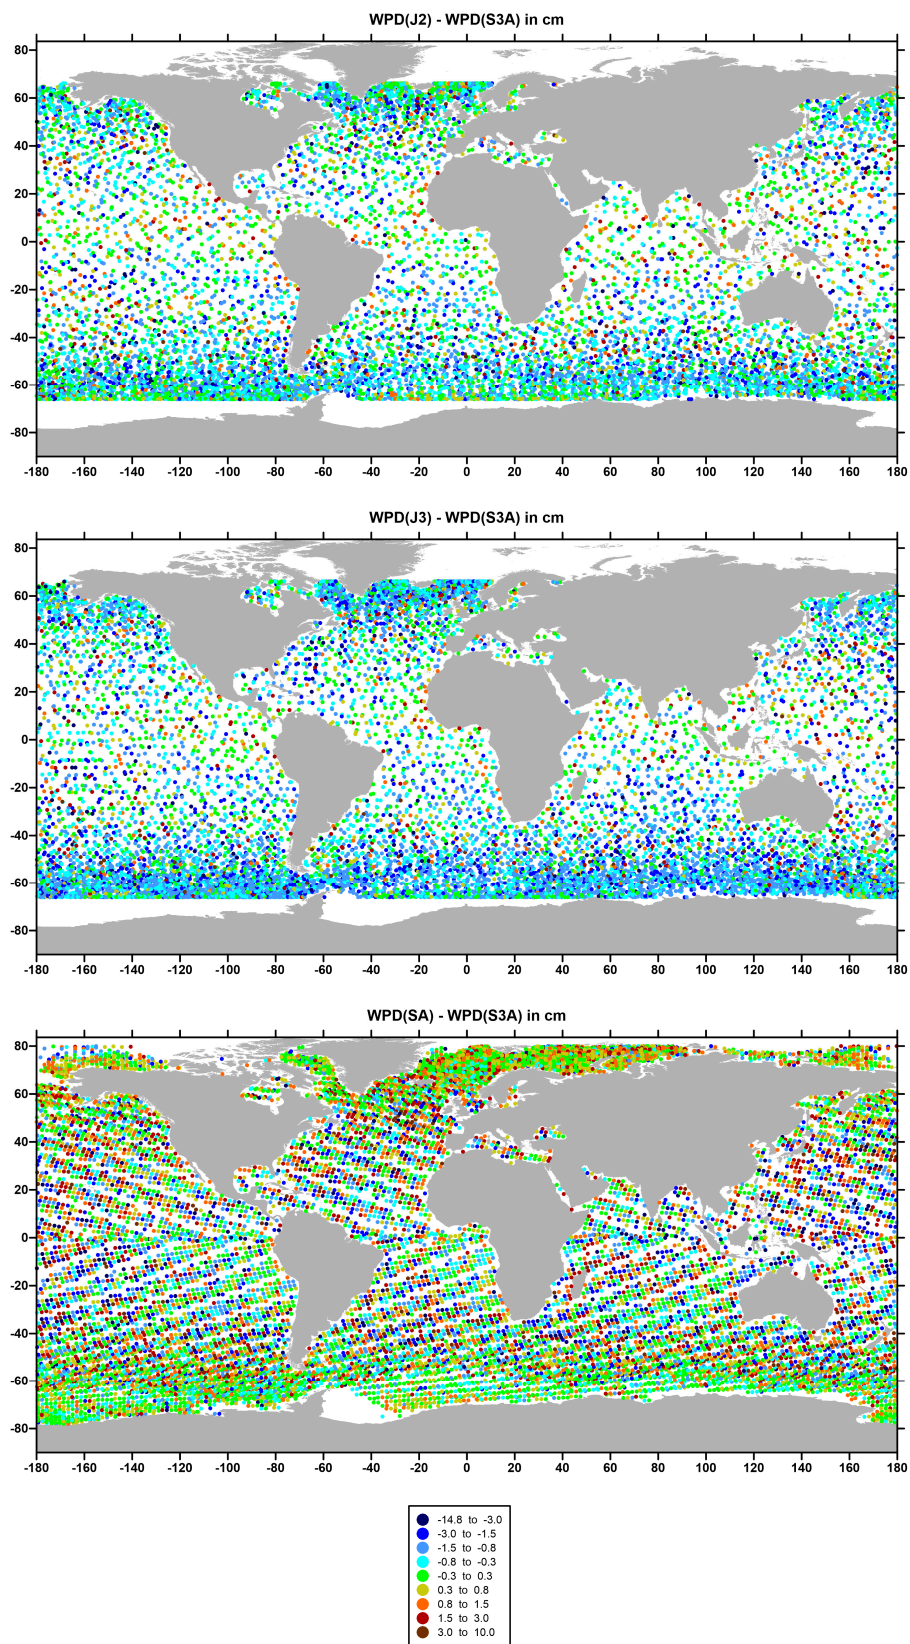 WPD(J2) - WPD(S3A) in cm
80
60
40
20
0
-20
-40
-60
-80
-180 -160 -140 -120 -100 -80 -60 -40 -20 0 20 40 60 80 100 120 140 160 180
WPD(J3) - WPD(S3A) in cm
80
60
40
20
0
-20
-40
-60
-80
-180 -160 -140 -120 -100 -80 -60 -40 -20 0 20 40 60 80 100 120 140 160 180
WPD(SA) - WPD(S3A) in cm
80
60
40
20
0
-20
-40
-60
-80
-180 -160 -140 -120 -100 -80 -60 -40 -20 0 20 40 60 80 100 120 140 160 180
-14.8 to -3.0
-3.0 to -1.5
-1.5 to -0.8
-0.8 to -0.3
-0.3 to 0.3
0.3 to 0.8
0.8 to 1.5
1.5 to 3.0
3.0 to 10.0